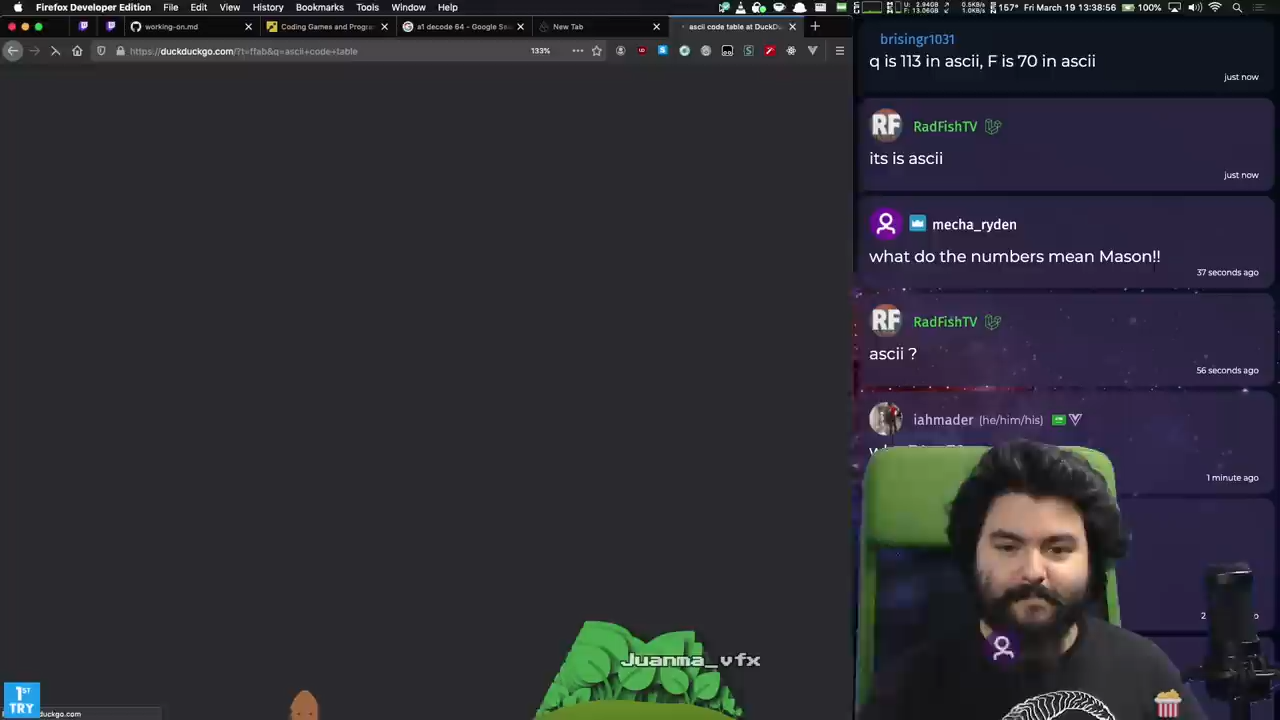 Firefox Developer Edition File Edit View History Bookmarks Tools Window Help
157° Fri March 19 13:38:56 100%
working-on.md
Coding Games and Program
a1 decode 64 - Google Sea
New Tab
ascii code table at DuckDu
https://duckduckgo.com/?t=ffab&q=ascii+code+table
133%
brisingr1031
q is 113 in ascii, F is 70 in ascii
just now
RF RadFishTV
its is ascii
just now
mecha_ryden
what do the numbers mean Mason!!
37 seconds ago
RF RadFishTV
ascii ?
56 seconds ago
iahmader (he/him/his)
1 minute ago
Juanma_vfx
1ST
TRY
duckgo.com